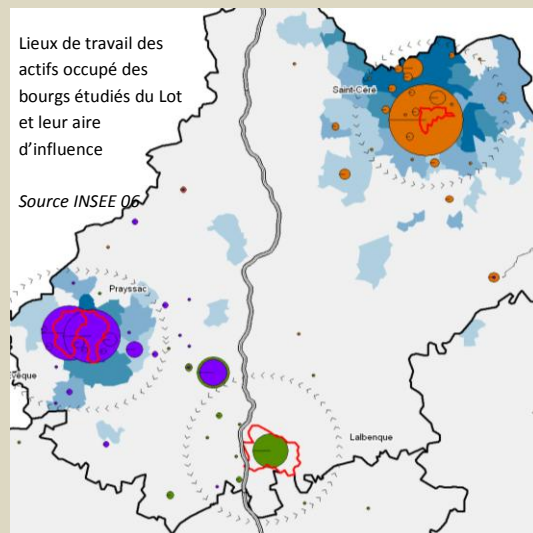 Lieux de travail des
actifs occupé des
bourgs étudiés du Lot
et leur aire
d’influence
Source INSEE 06
Saint-Céré
Prayssac
évêque
Lalbenque